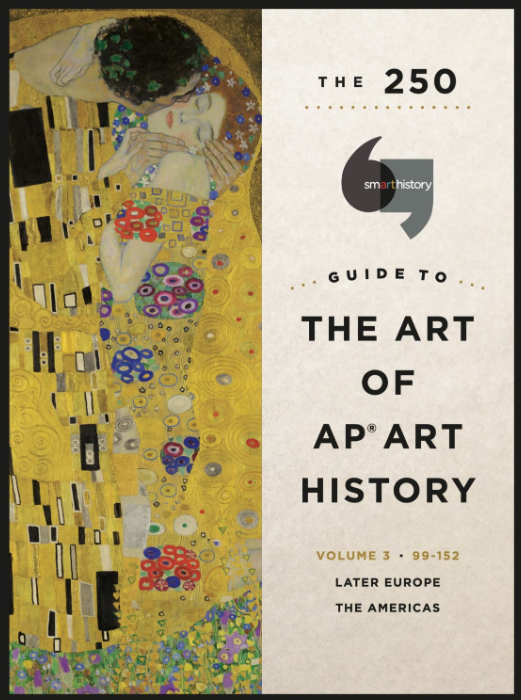 THE 250
smarthistory
GUIDE TO
THE ART
OF
AP® ART
HISTORY
VOLUME 3 • 99-152
LATER EUROPE
THE AMERICAS